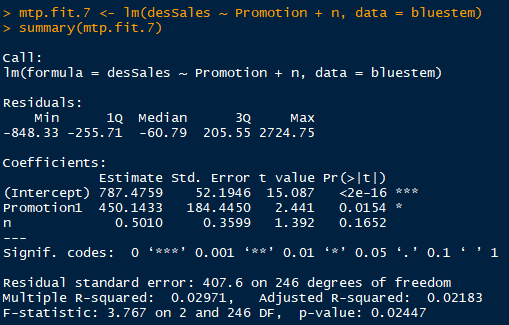 > mtp.fit.7 <- lm(desSales ~ Promotion + n, data = bluestem)
> summary(mtp.fit.7)
Call:
lm(formula = desSales ~ Promotion + n, data = bluestem)
Residuals:
Min 1Q Median 3Q Max
-848.33 -255.71 -60.79 205.55 2724.75
Coefficients:
Estimate Std. Error t value Pr(>|t|)
(Intercept) 787.4759 52.1946 15.087 <2e-16 ***
Promotion1 450.1433 184.4450 2.441 0.0154 *
n 0.5010 0.3599 1.392 0.1652
---
Signif. codes: 0 ‘***’ 0.001 ‘**’ 0.01 ‘*’ 0.05 ‘.’ 0.1 ‘ ’ 1
Residual standard error: 407.6 on 246 degrees of freedom
Multiple R-squared: 0.02971, Adjusted R-squared: 0.02183
F-statistic: 3.767 on 2 and 246 DF, p-value: 0.02447